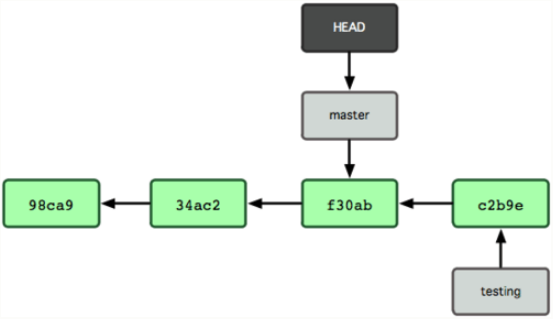 HEAD
master
98ca9
34ac2
f30ab
c2b9e
testing